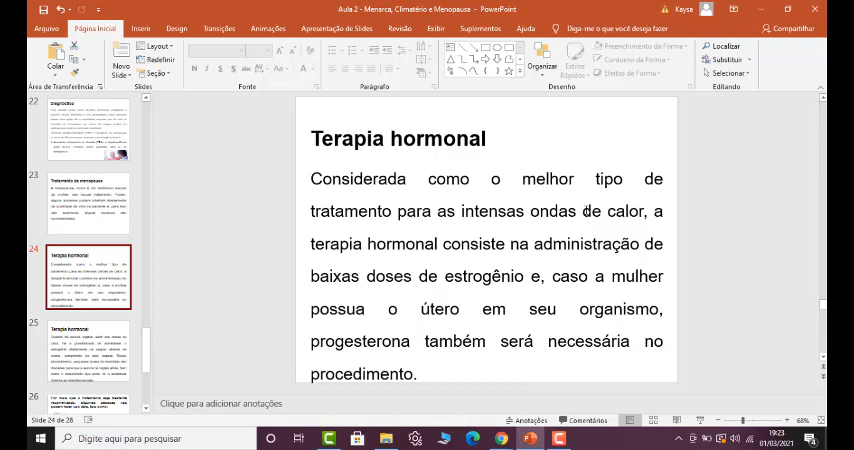 Aula 2 - Menarca, Climatério e Menopausa - PowerPoint
Kaysa
Arquivo Página Inicial Inserir Design Transições Animações Apresentação de Slides Revisão Exibir Suplementos Diga-me o que você deseja fazer Compartilhar
Colar
Novo Slide
Layout
Redefinir
Seção
N I S
Organizar
Estilos Rápidos
Preenchimento da Forma
Contorno da Forma
Efeitos de Forma
Localizar
Substituir
Selecionar
Área de Transferência Slides Fonte Parágrafo Desenho Editando
22
Diagnóstico
23
Tratamento da menopausa
24
Terapia hormonal
25
Terapia hormonal
26
Terapia hormonal
Considerada como o melhor tipo de
tratamento para as intensas ondas de calor, a
terapia hormonal consiste na administração de
baixas doses de estrogênio e, caso a mulher
possua o útero em seu organismo,
progesterona também será necessária no
procedimento.
Clique para adicionar anotações
Slide 24 de 28 Anotações Comentários 68%
Digite aqui para pesquisar
19:23
01/03/2021
4